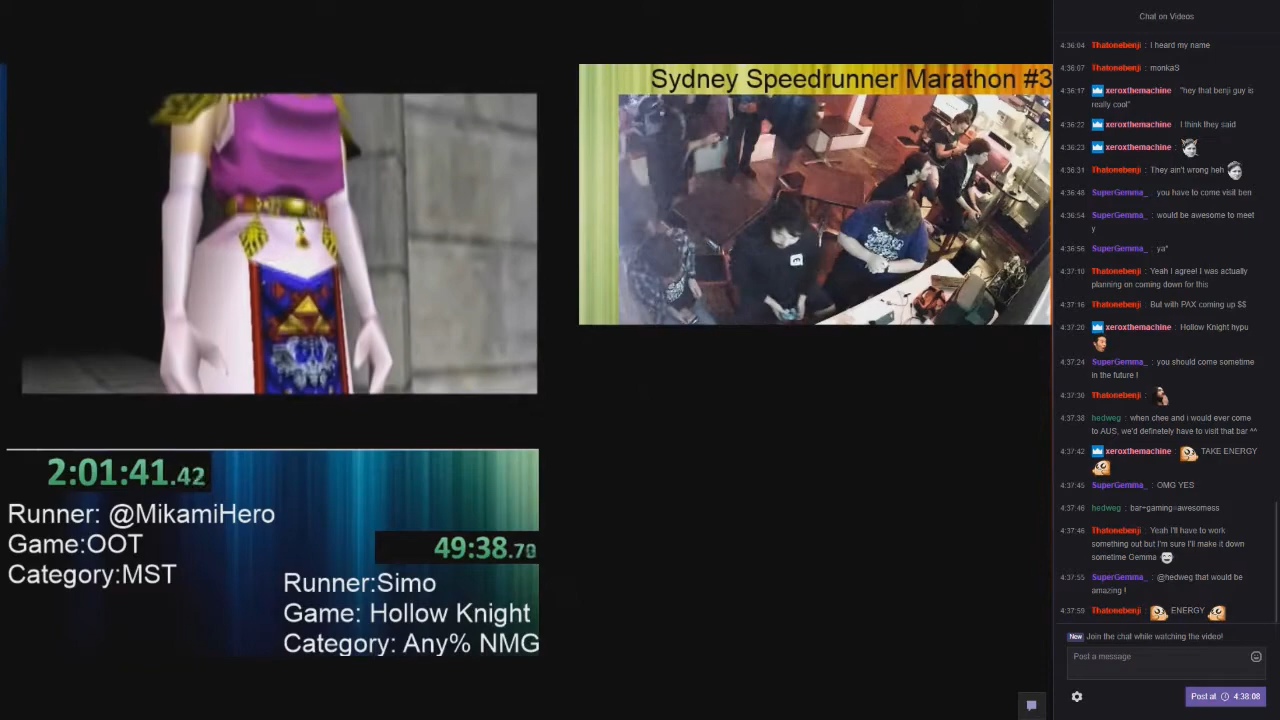 Sydney Speedrunner Marathon #3
2:01:41.42
Runner: @MikamiHero
Game:OOT
Category:MST
49:38.70
Runner:Simo
Game: Hollow Knight
Category: Any% NMG
Chat on Videos
4:36:04 Thatonebenji : I heard my name
4:36:07 Thatonebenji : monkaS
4:36:17 xeroxthemachine "hey that benji guy is
really cool"
4:36:22 xeroxthemachine I think they said
4:36:23 xeroxthemachine :
4:36:31 Thatonebenji : They ain't wrong heh
4:36:48 SuperGemma_ : you have to come visit ben
4:36:54 SuperGemma_ : would be awesome to meet
y
4:36:56 SuperGemma_ : ya*
4:37:10 Thatonebenji : Yeah I agree! I was actually
planning on coming down for this
4:37:16 Thatonebenji : But with PAX coming up $$
4:37:20 xeroxthemachine : Hollow Knight hypu
4:37:24 SuperGemma_ : you should come sometime
in the future !
4:37:30 Thatonebenji :
4:37:38 hedweg : when chee and i would ever come
to AUS, we'd definetely have to visit that bar ^^
4:37:42 xeroxthemachine : TAKE ENERGY
4:37:45 SuperGemma_ : OMG YES
4:37:46 hedweg : bar+gaming=awesomess
4:37:46 Thatonebenji : Yeah I'll have to work
something out but I'm sure I'll make it down
sometime Gemma
4:37:55 SuperGemma_ : @hedweg that would be
amazing !
4:37:59 Thatonebenji : ENERGY
New Join the chat while watching the video!
Post a message
Post at 4:38:08